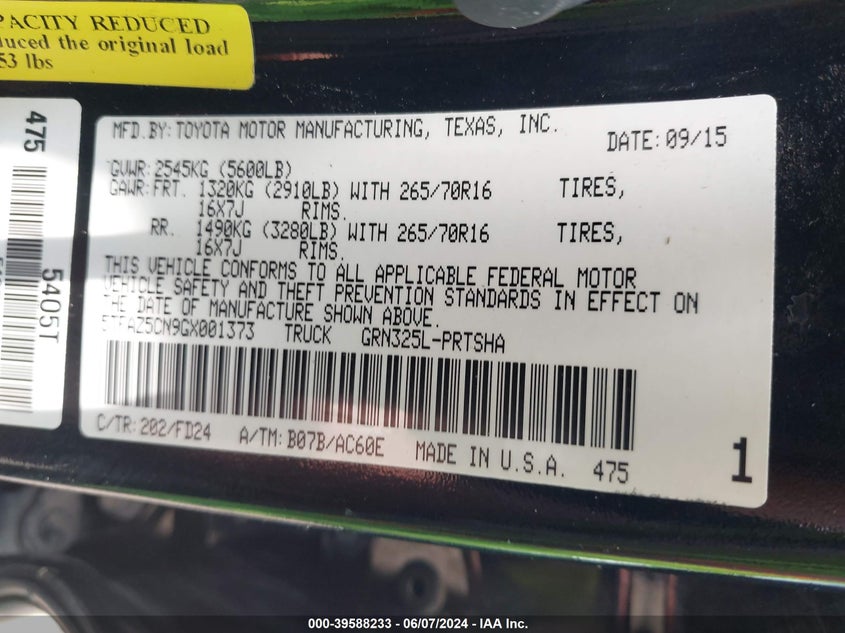 PACITY REDUCED
duced the original load
53 lbs
475
5405T
MFD.BY: TOYOTA MOTOR MANUFACTURING, TEXAS, INC.
DATE: 09/15
GVWR: 2545KG (5600LB)
GAWR: FRT. 1320KG (2910LB) WITH 265/70R16 TIRES,
16X7J RIMS.
RR. 1490KG (3280LB) WITH 265/70R16 TIRES,
16X7J RIMS.
THIS VEHICLE CONFORMS TO ALL APPLICABLE FEDERAL MOTOR
VEHICLE SAFETY AND THEFT PREVENTION STANDARDS IN EFFECT ON
THE DATE OF MANUFACTURE SHOWN ABOVE.
5TFAZ5CN9GX001373 TRUCK GRN325L-PRTSHA
C/TR: 202/FD24 A/TM: B07B/AC60E MADE IN U.S.A. 475
1
000-39588233 - 06/07/2024 - IAA Inc.